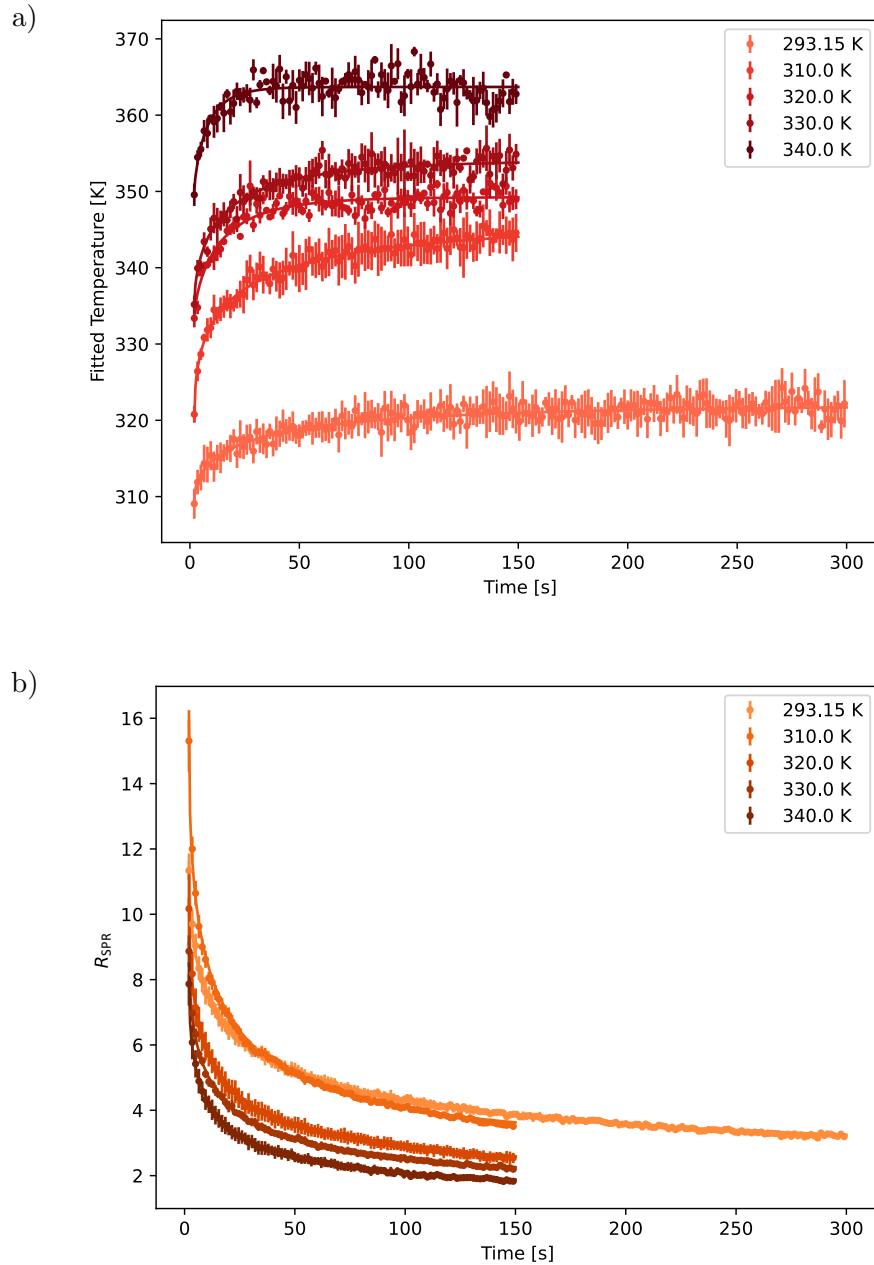 a)
370
360
350
340
330
320
310
Fitted Temperature [K]
0 50 100 150 200 250 300
Time [s]
293.15 K
310.0 K
320.0 K
330.0 K
340.0 K
b)
16
14
12
10
8
6
4
2
R_SPR
0 50 100 150 200 250 300
Time [s]
293.15 K
310.0 K
320.0 K
330.0 K
340.0 K